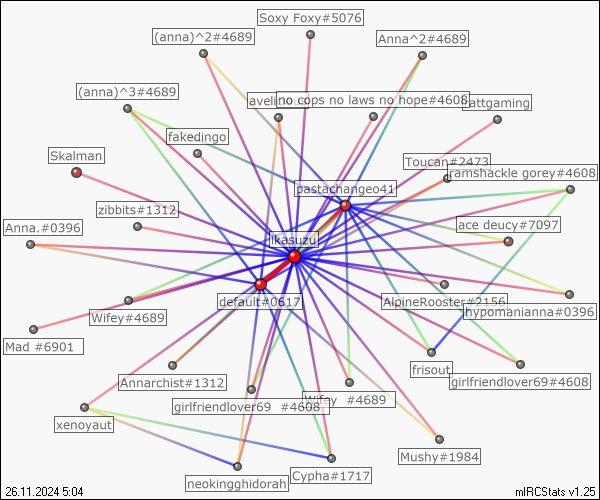 Soxy Foxy#5076
(anna)^2#4689
Anna^2#4689
(anna)^3#4689
avelino
no cops no laws no hope#4608
attgaming
fakedingo
Skalman
Toucan#2473
ramshackle gorey#4608
pastachangeo41
zibbits#1312
Anna.#0396
ace deucy#7097
ikasuzu
default#0617
Wifey#4689
AlpineRooster#2156
hypomanianna#0396
Mad #6901
frisout
Annarchist#1312
girlfriendlover69#4608
girlfriendlover69  #4608
Wifey  #4689
xenoyaut
Mushy#1984
Cypha#1717
neokingghidorah
26.11.2024 5:04
mIRCStats v1.25